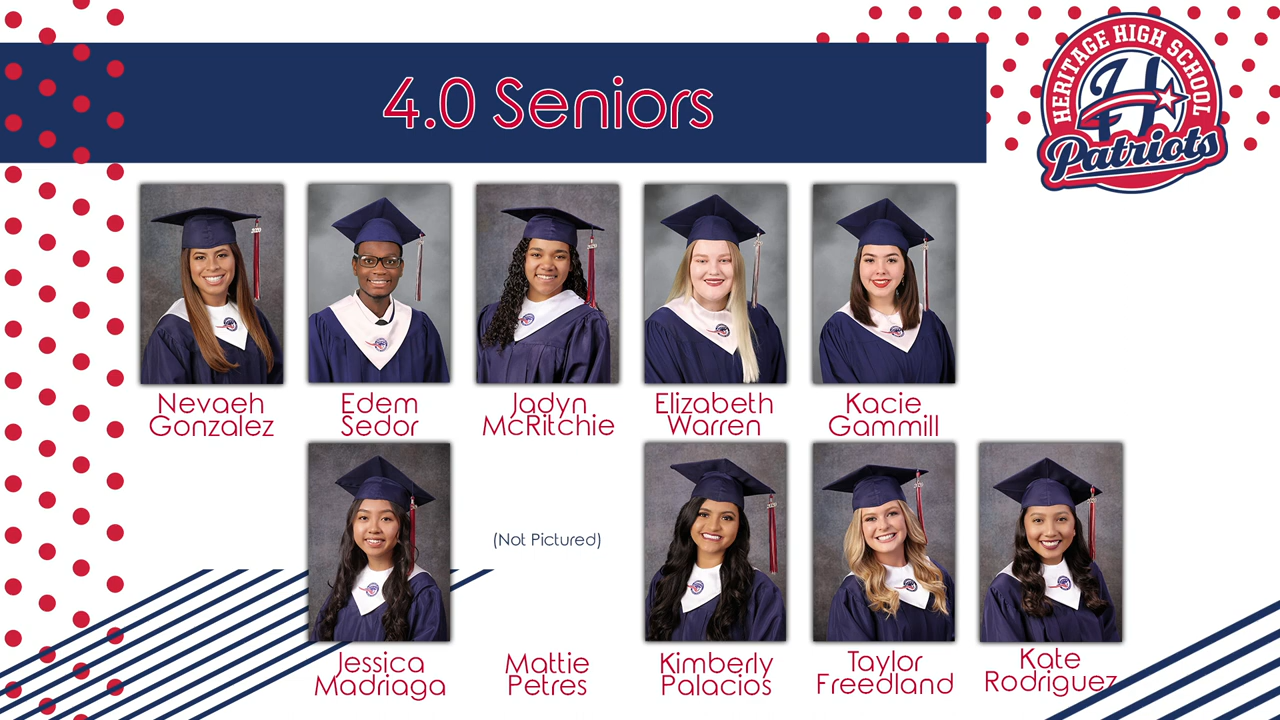 4.0 Seniors
HERITAGE HIGH SCHOOL
H
Patriots
Nevaeh
Gonzalez
Edem
Sedor
Jadyn
McRitchie
Elizabeth
Warren
Kacie
Gammill
(Not Pictured)
Jessica
Madriaga
Mattie
Petres
Kimberly
Palacios
Taylor
Freedland
Kate
Rodriguez